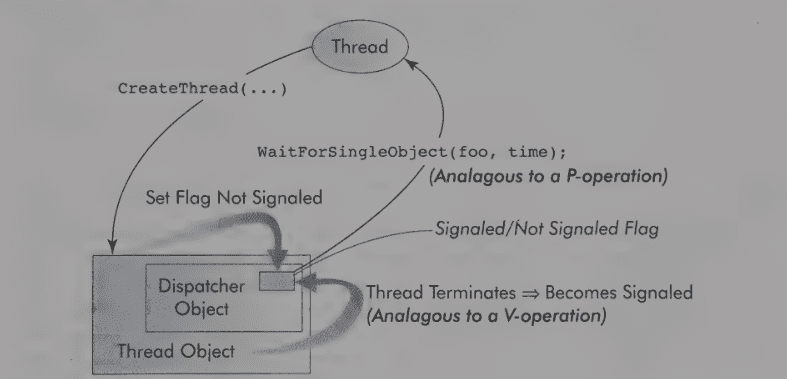 Thread
CreateThread(...)
WaitForSingleObject(foo, time);
(Analagous to a P-operation)
Set Flag Not Signaled
Signaled/Not Signaled Flag
Dispatcher
Object
Thread Terminates ⇒ Becomes Signaled
(Analagous to a V-operation)
Thread Object